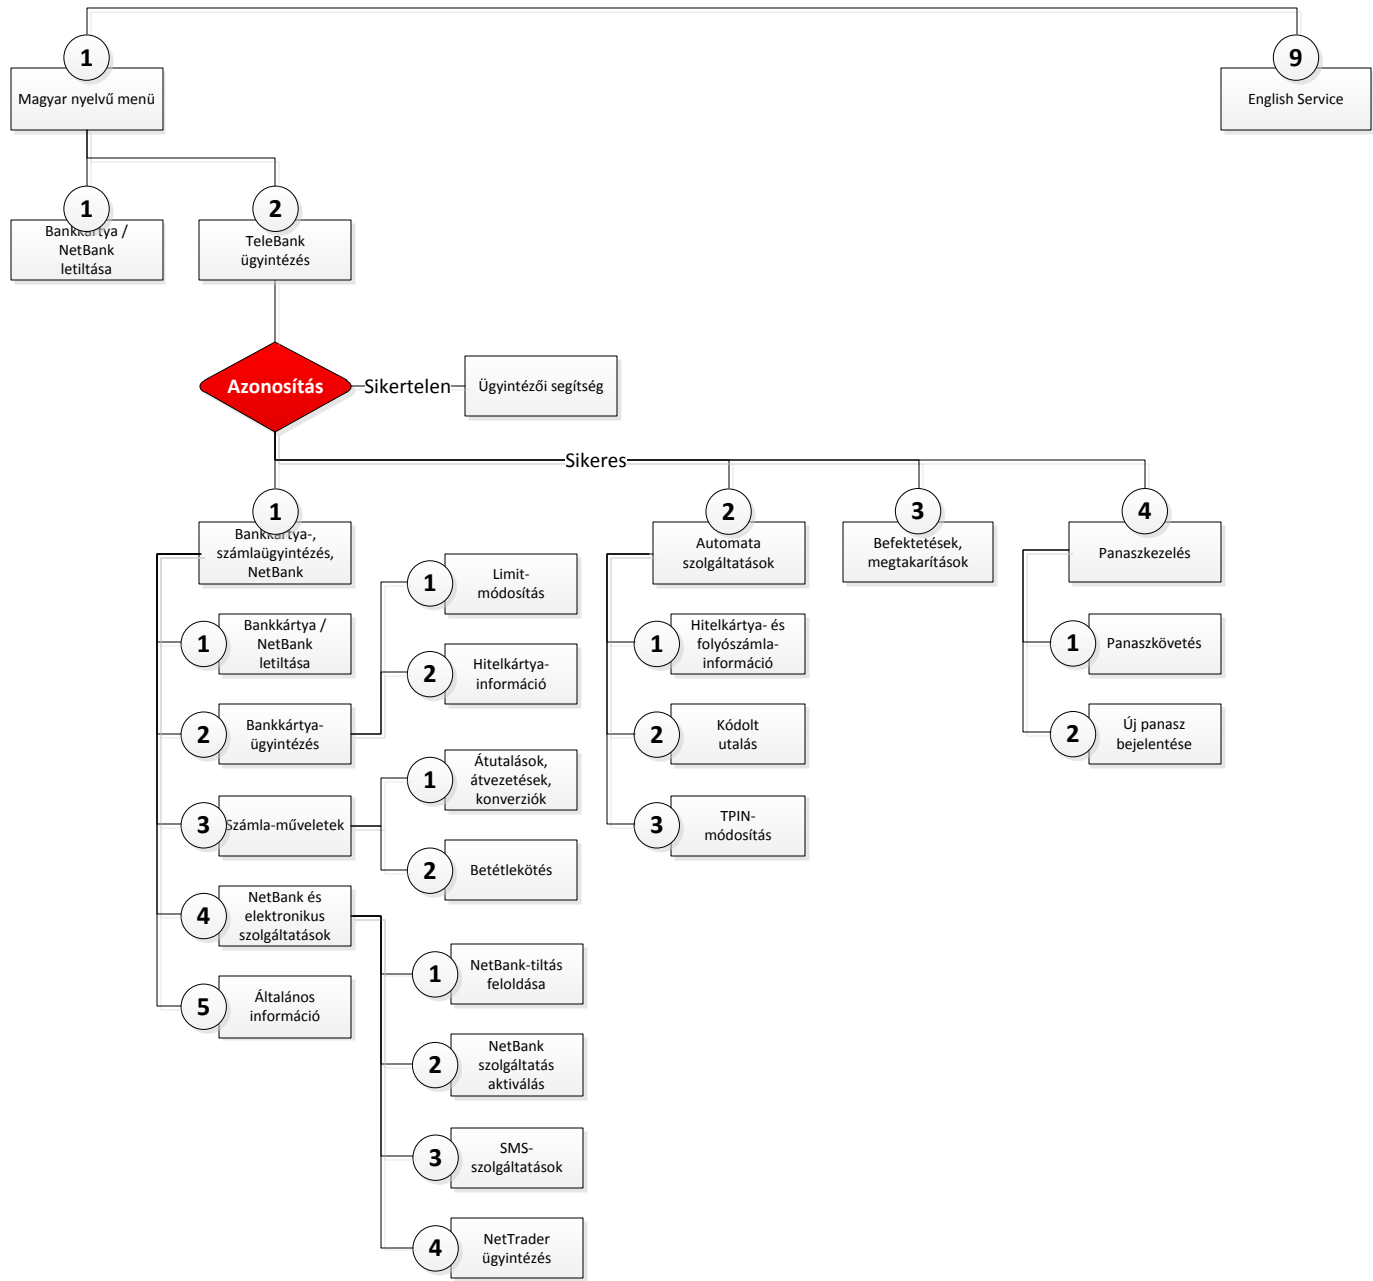 1
9
Magyar nyelvű menü
English Service
1
2
Bankkártya /
NetBank
letiltása
TeleBank
ügyintézés
Azonosítás
Sikertelen
Ügyintézői segítség
Sikeres
1
2
3
4
Bankkártya-,
számlaügyintézés,
NetBank
Automata
szolgáltatások
Befektetések,
megtakarítások
Panaszkezelés
1
Limit-
módosítás
1
Bankkártya /
NetBank
letiltása
2
Hitelkártya-
információ
1
Hitelkártya- és
folyószámla-
információ
1
Panaszkövetés
2
Bankkártya-
ügyintézés
2
Kódolt
utalás
2
Új panasz
bejelentése
1
Átutalások,
átvezetések,
konverziók
3
Számla-műveletek
3
TPIN-
módosítás
2
Betétlekötés
4
NetBank és
elektronikus
szolgáltatások
1
NetBank-tiltás
feloldása
5
Általános
információ
2
NetBank
szolgáltatás
aktiválás
3
SMS-
szolgáltatások
4
NetTrader
ügyintézés